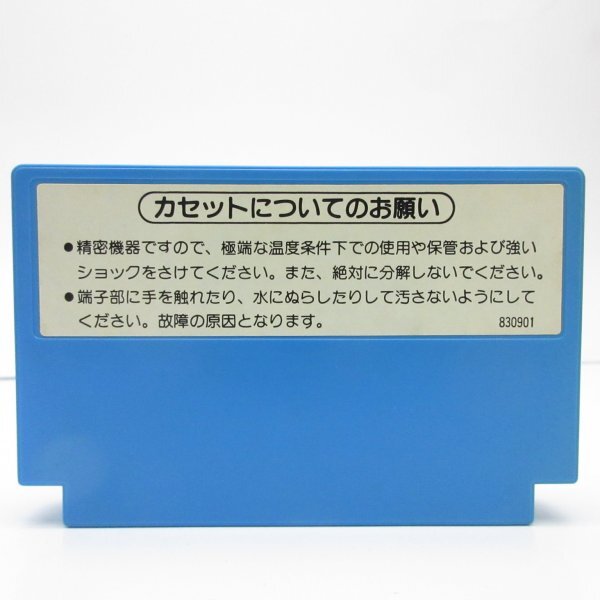 カセットについてのお願い
●精密機器ですので、極端な温度条件下での使用や保管および強い
ショックをさけてください。また、絶対に分解しないでください。
●端子部に手を触れたり、水にぬらしたりして汚さないようにして
ください。故障の原因となります。
830901